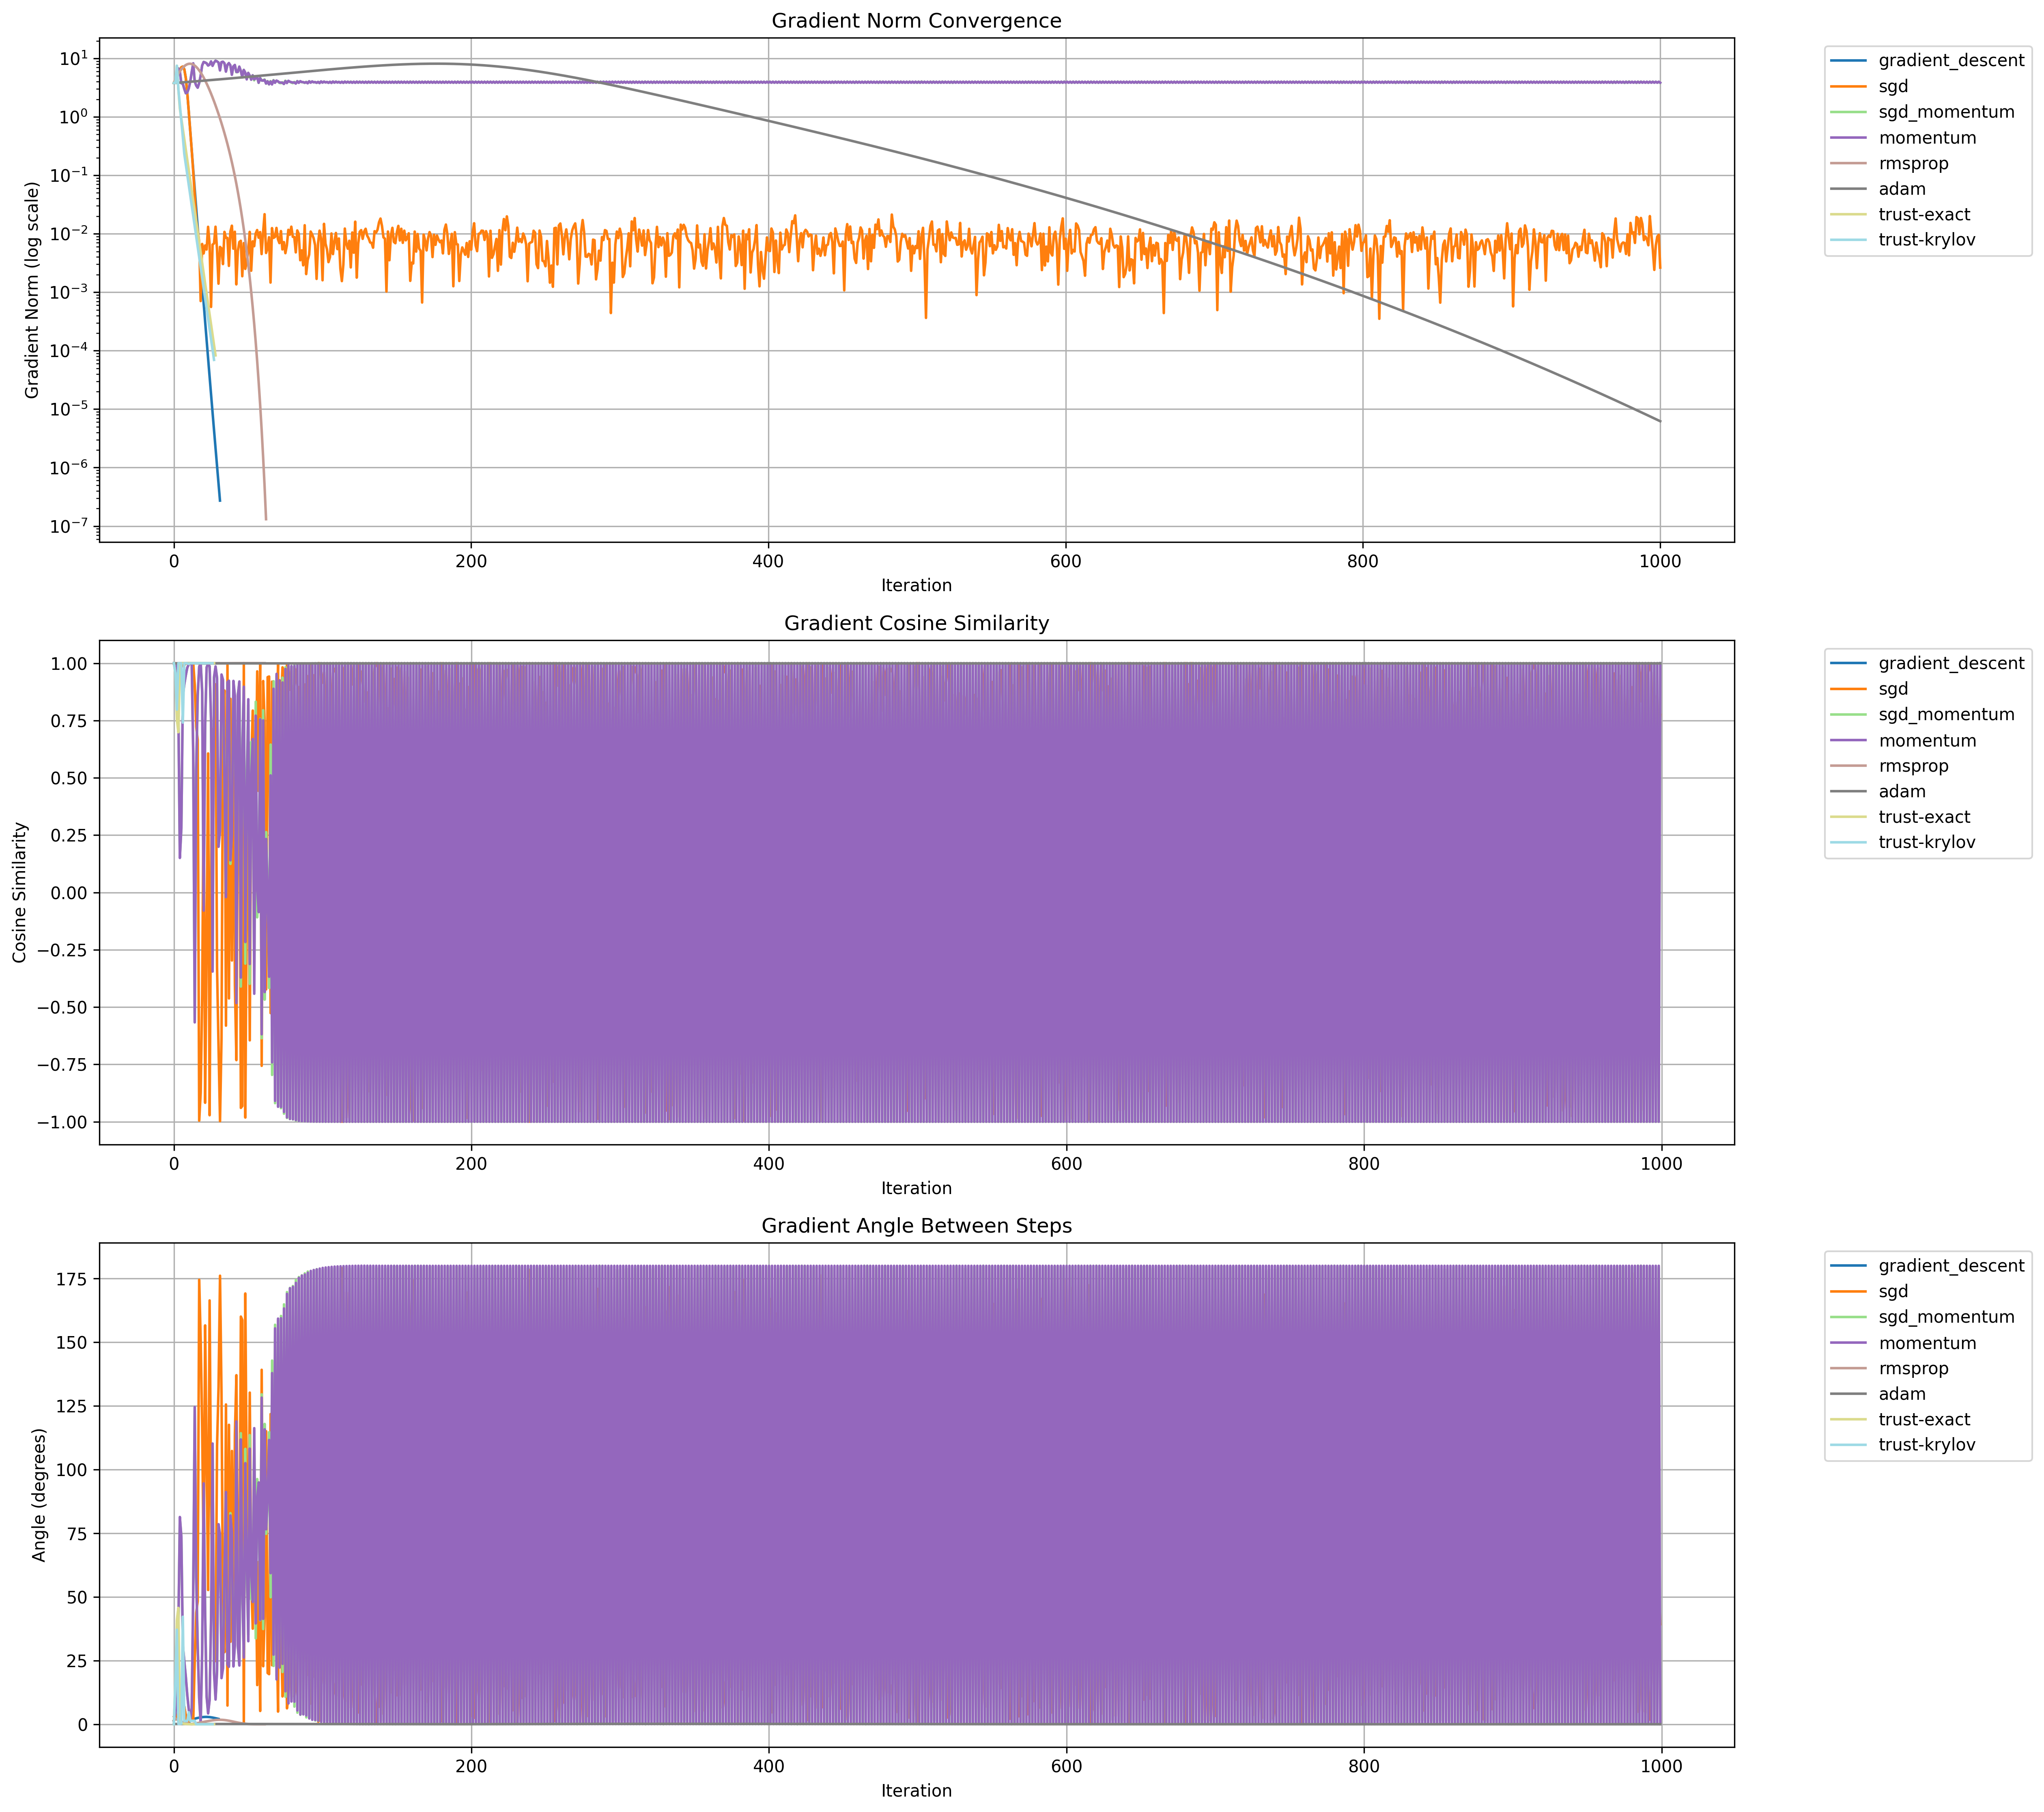 Gradient Norm Convergence
Gradient Norm (log scale)
10¹
10⁰
10⁻¹
10⁻²
10⁻³
10⁻⁴
10⁻⁵
10⁻⁶
10⁻⁷
0 200 400 600 800 1000
Iteration
gradient_descent
sgd
sgd_momentum
momentum
rmsprop
adam
trust-exact
trust-krylov
Gradient Cosine Similarity
Cosine Similarity
1.00
0.75
0.50
0.25
0.00
−0.25
−0.50
−0.75
−1.00
0 200 400 600 800 1000
Iteration
gradient_descent
sgd
sgd_momentum
momentum
rmsprop
adam
trust-exact
trust-krylov
Gradient Angle Between Steps
Angle (degrees)
175
150
125
100
75
50
25
0
0 200 400 600 800 1000
Iteration
gradient_descent
sgd
sgd_momentum
momentum
rmsprop
adam
trust-exact
trust-krylov